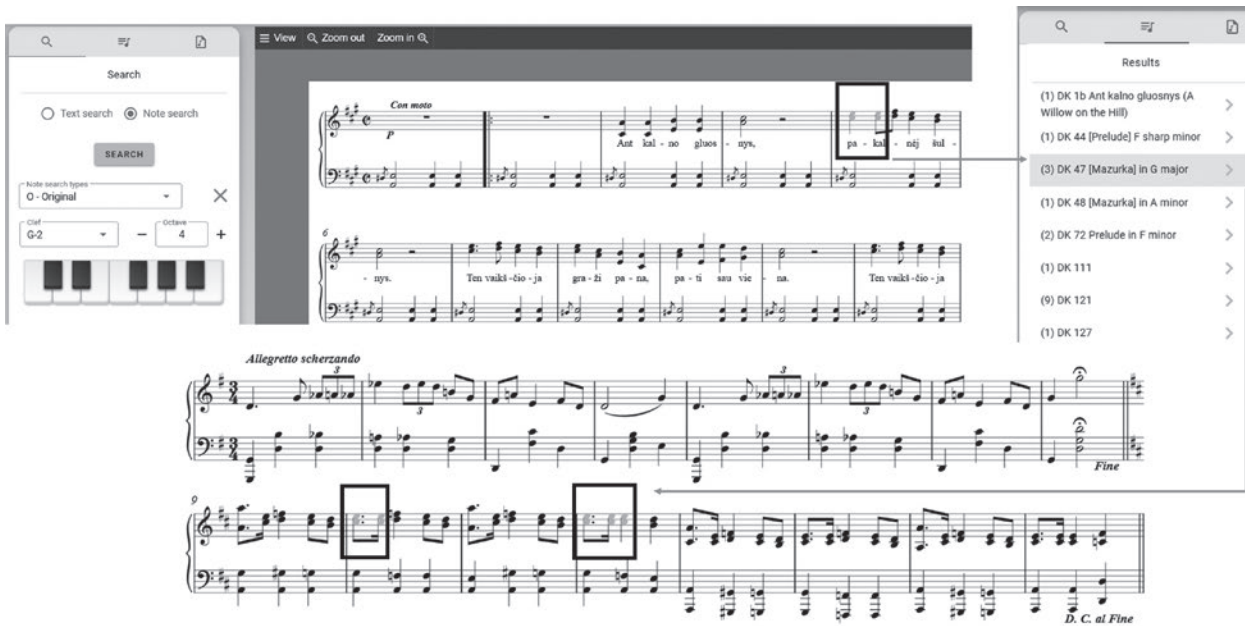 Search
Text search
Note search
SEARCH
Note search types
O - Original
Clef
G-2
Octave
4
View
Zoom out
Zoom in
Con moto
p
Ant kal - no gluos - nys,
pa - kal - nėj šul -
6
- nys.
Ten vaikš - čio - ja
gra - ži pa - na,
pa - ti sau vie - na.
Ten vaikš - čio - ja
Results
(1) DK 1b Ant kalno gluosnys (A
Willow on the Hill)
(1) DK 44 [Prelude] F sharp minor
(3) DK 47 [Mazurka] in G major
(1) DK 48 [Mazurka] in A minor
(2) DK 72 Prelude in F minor
(1) DK 111
(9) DK 121
(1) DK 127
Allegretto scherzando
3
3
3
3
3
4
3
4
Fine
9
D. C. al Fine